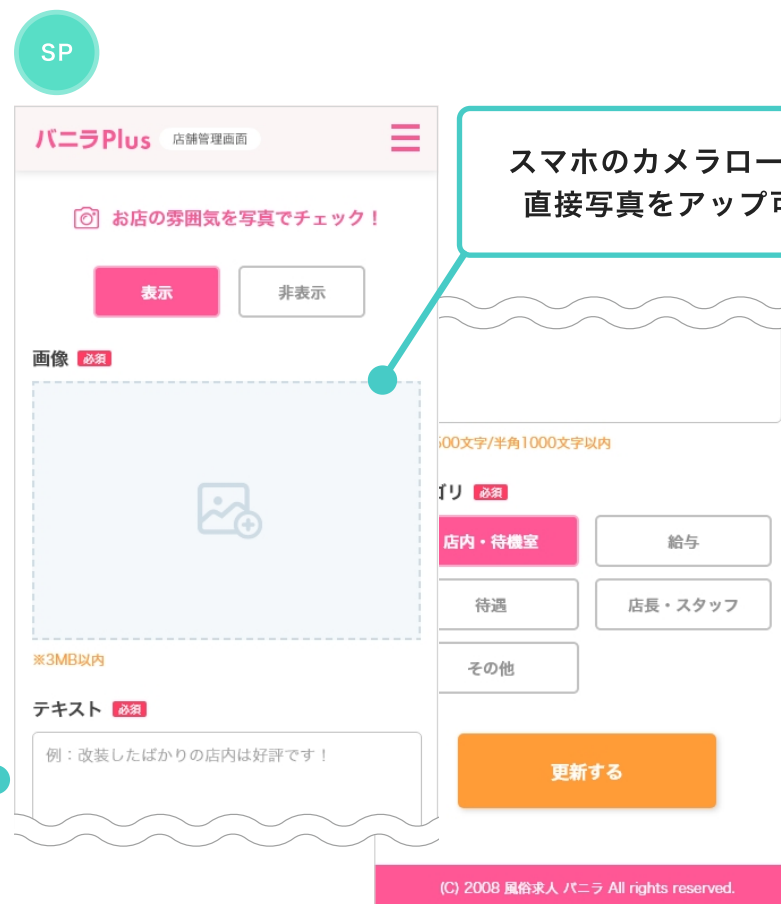 SP
バニラPlus 店舗管理画面
スマホのカメラロー
直接写真をアップ可
お店の雰囲気を写真でチェック！
表示 非表示
画像 必須
※3MB以内
テキスト 必須
例：改装したばかりの店内は好評です！
500文字/半角1000文字以内
ゴリ 必須
店内・待機室 給与
待遇 店長・スタッフ
その他
更新する
(C) 2008 風俗求人 バニラ All rights reserved.